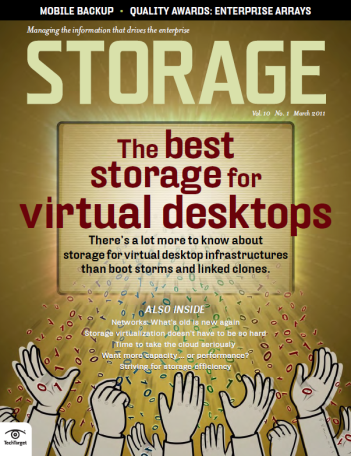 MOBILE BACKUP • QUALITY AWARDS: ENTERPRISE ARRAYS
Managing the information that drives the enterprise
STORAGE
Vol. 10 No. 1 March 2011
The best
storage for
virtual desktops
There's a lot more to know about
storage for virtual desktop infrastructures
than boot storms and linked clones.
ALSO INSIDE
Networks: What's old is new again
Storage virtualization doesn't have to be so hard
Time to take the cloud seriously
Want more capacity... or performance?
Striving for storage efficiency
TechTarget